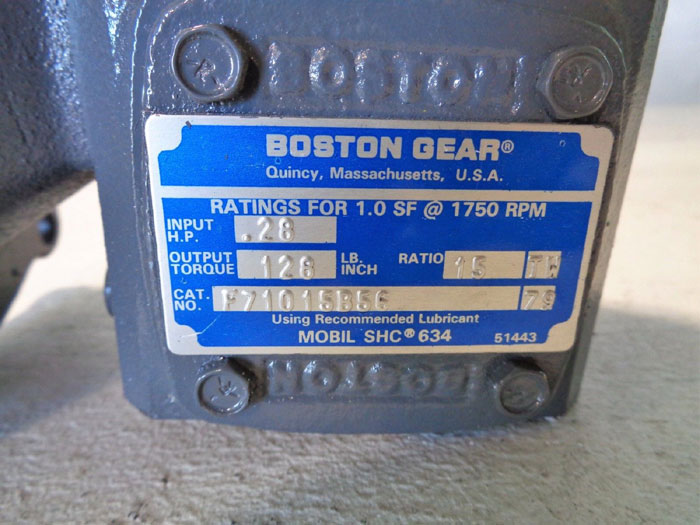 BOSTON
BOSTON GEAR®
Quincy, Massachusetts, U.S.A.
RATINGS FOR 1.0 SF @ 1750 RPM
INPUT H.P. .28
OUTPUT TORQUE 128 LB. INCH RATIO 15 TW
CAT. NO. F71015B56 79
Using Recommended Lubricant
MOBIL SHC® 634 51443
BOSTON